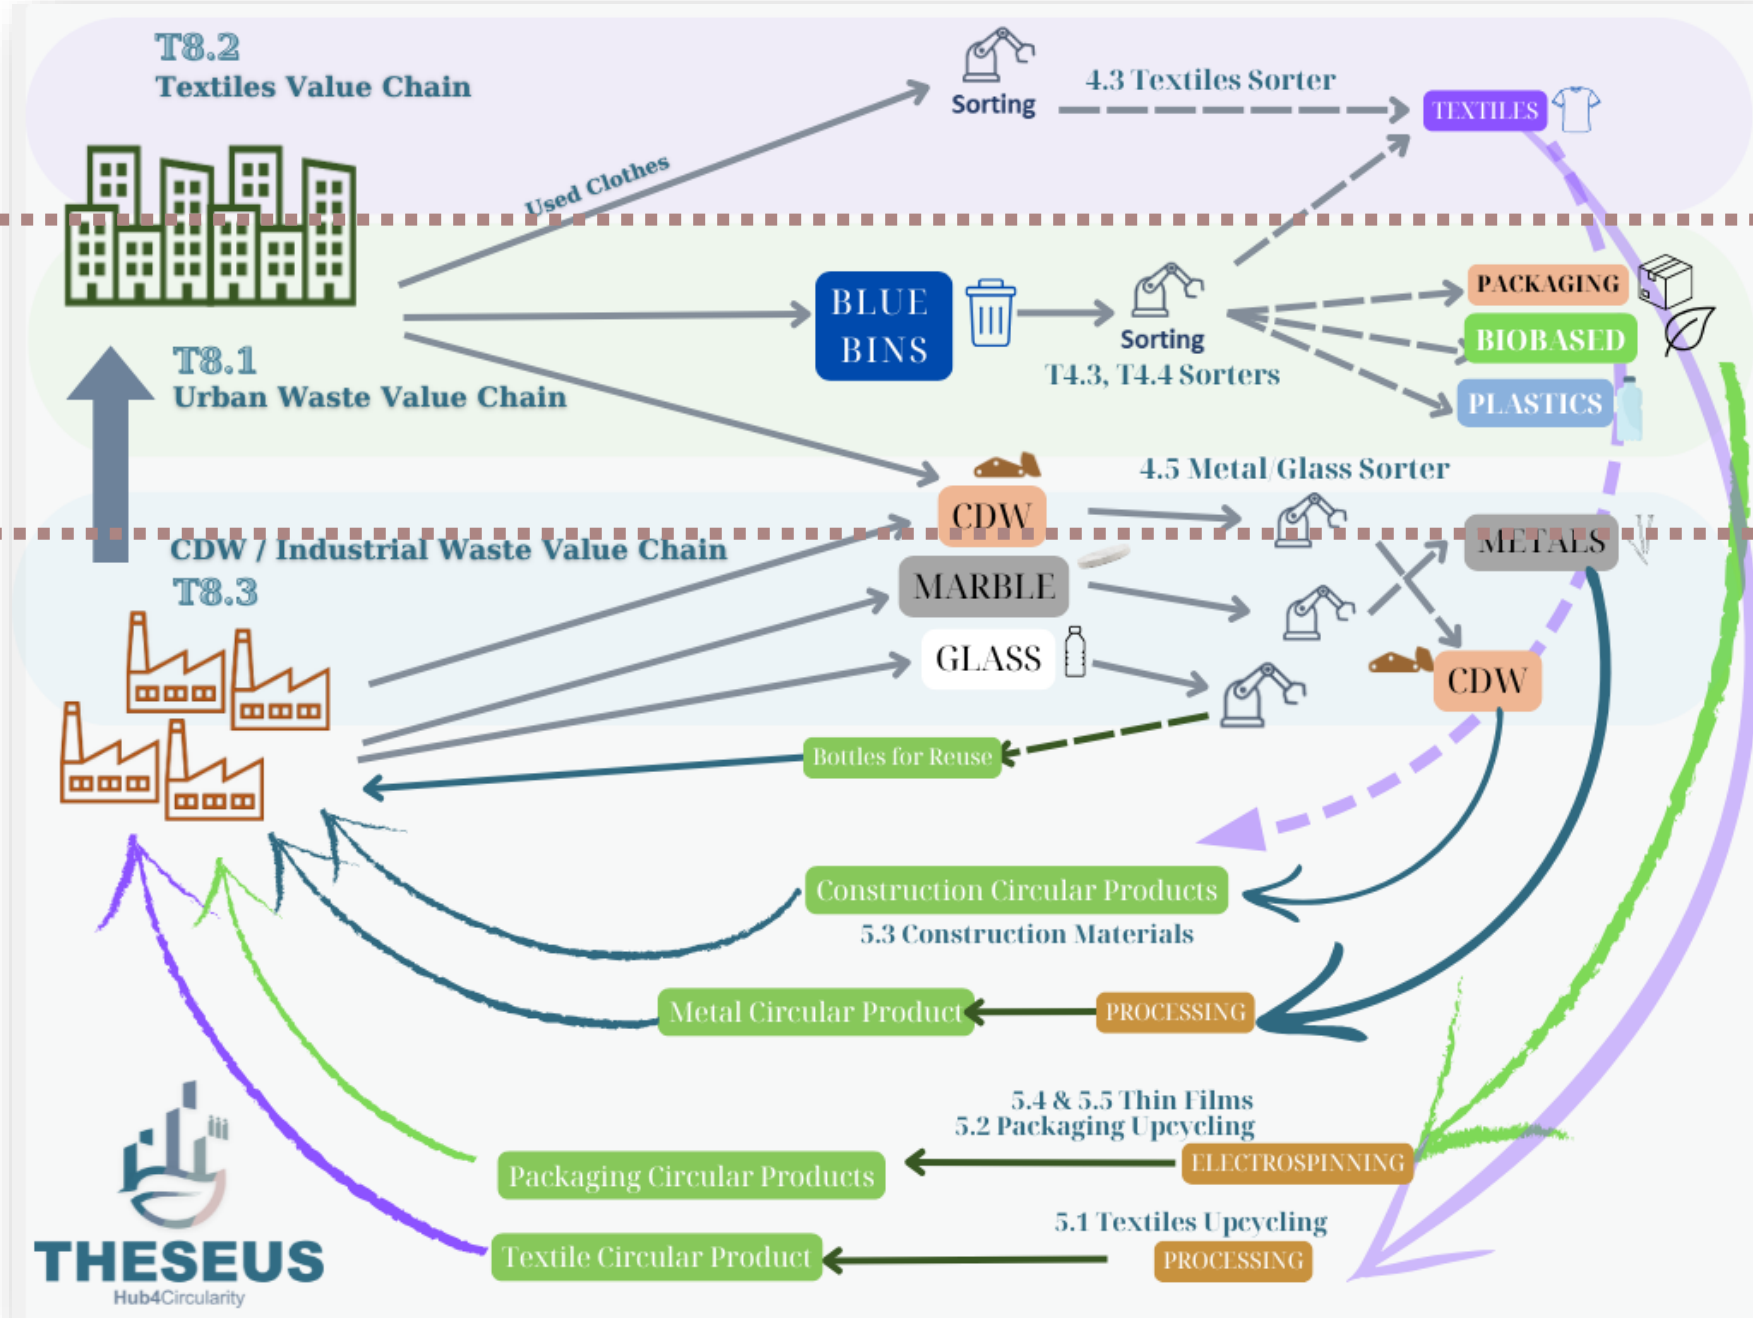 T8.2
Textiles Value Chain
Sorting
4.3 Textiles Sorter
TEXTILES
Used Clothes
BLUE
BINS
Sorting
T4.3, T4.4 Sorters
PACKAGING
BIOBASED
PLASTICS
T8.1
Urban Waste Value Chain
4.5 Metal/Glass Sorter
CDW
METALS
CDW / Industrial Waste Value Chain
T8.3
MARBLE
GLASS
CDW
Bottles for Reuse
Construction Circular Products
5.3 Construction Materials
Metal Circular Product
PROCESSING
5.4 & 5.5 Thin Films
5.2 Packaging Upcycling
ELECTROSPINNING
Packaging Circular Products
5.1 Textiles Upcycling
PROCESSING
Textile Circular Product
THESEUS
Hub4Circularity